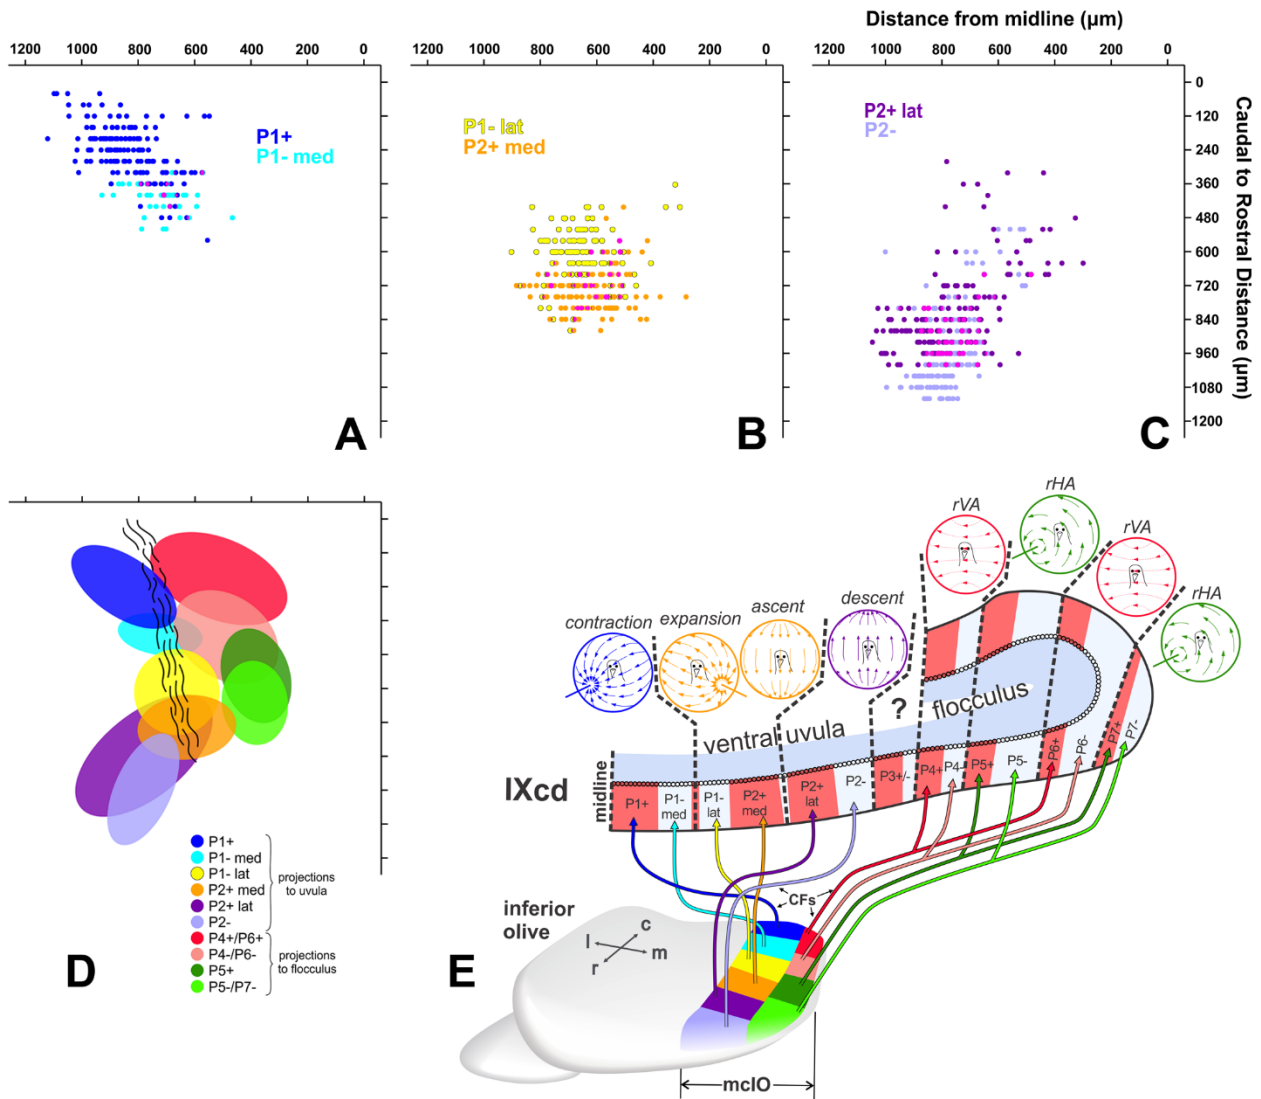 Distance from midline (µm)
1200 1000 800 600 400 200 0
1200 1000 800 600 400 200 0
1200 1000 800 600 400 200 0
P1+
P1- med
A
P1- lat
P2+ med
B
P2+ lat
P2-
C
0
120
240
360
480
600
720
840
960
1080
1200
Caudal to Rostral Distance (µm)
P1+
P1- med
P1- lat
P2+ med
P2+ lat
P2-
projections
to uvula
P4+/P6+
P4-/P6-
P5+
P5-/P7-
projections
to flocculus
D
contraction
expansion
ascent
descent
rVA
rHA
rVA
rHA
?
ventral uvula
flocculus
IXcd
midline
P1+
P1-
med
P1-
lat
P2+
med
P2+
lat
P2-
P3+/-
P4+
P4-
P5+
P5-
P6+
P6-
P7+
P7-
CFs
inferior
olive
l
c
r
m
E
mcIO